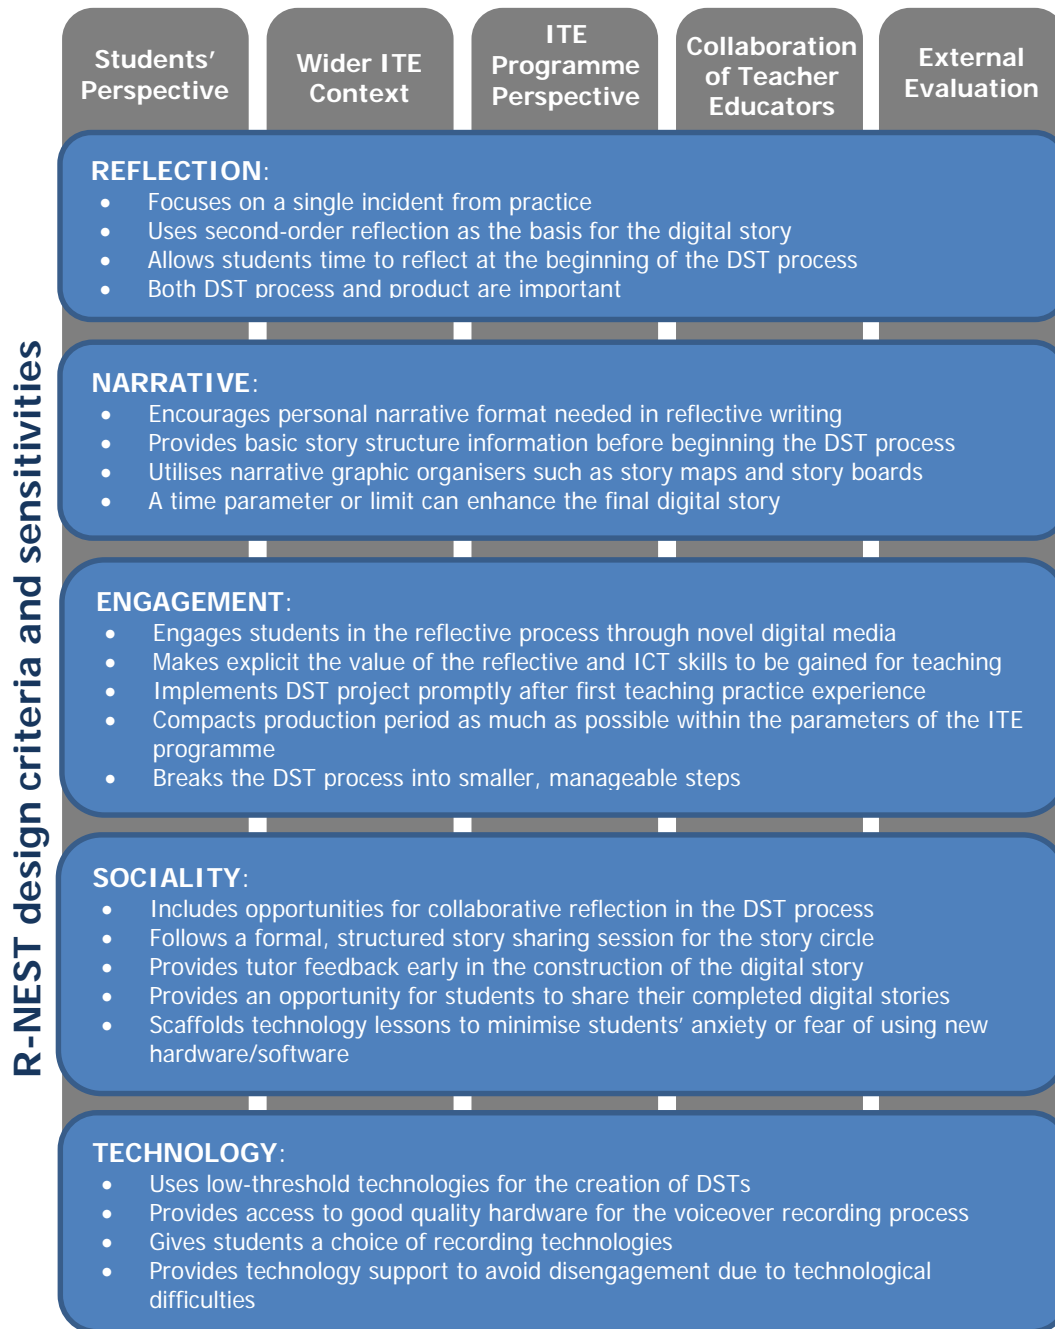 Students'
Perspective
Wider ITE
Context
ITE
Programme
Perspective
Collaboration
of Teacher
Educators
External
Evaluation
R-NEST design criteria and sensitivities
REFLECTION:
• Focuses on a single incident from practice
• Uses second-order reflection as the basis for the digital story
• Allows students time to reflect at the beginning of the DST process
• Both DST process and product are important
NARRATIVE:
• Encourages personal narrative format needed in reflective writing
• Provides basic story structure information before beginning the DST process
• Utilises narrative graphic organisers such as story maps and story boards
• A time parameter or limit can enhance the final digital story
ENGAGEMENT:
• Engages students in the reflective process through novel digital media
• Makes explicit the value of the reflective and ICT skills to be gained for teaching
• Implements DST project promptly after first teaching practice experience
• Compacts production period as much as possible within the parameters of the ITE
programme
• Breaks the DST process into smaller, manageable steps
SOCIALITY:
• Includes opportunities for collaborative reflection in the DST process
• Follows a formal, structured story sharing session for the story circle
• Provides tutor feedback early in the construction of the digital story
• Provides an opportunity for students to share their completed digital stories
• Scaffolds technology lessons to minimise students' anxiety or fear of using new
hardware/software
TECHNOLOGY:
• Uses low-threshold technologies for the creation of DSTs
• Provides access to good quality hardware for the voiceover recording process
• Gives students a choice of recording technologies
• Provides technology support to avoid disengagement due to technological
difficulties